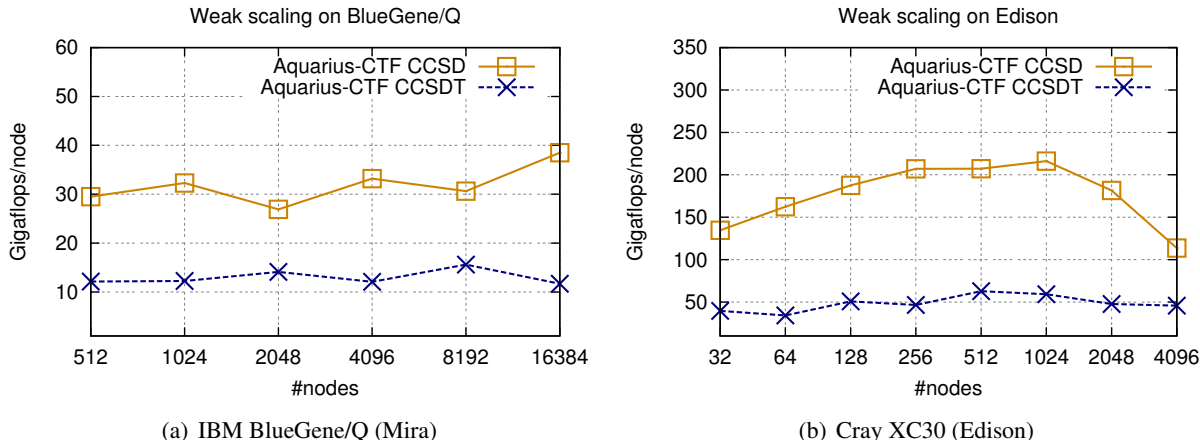 Weak scaling on BlueGene/Q
60
50
40
30
20
10
Gigaflops/node
Aquarius-CTF CCSD
Aquarius-CTF CCSDT
512 1024 2048 4096 8192 16384
#nodes
(a) IBM BlueGene/Q (Mira)
Weak scaling on Edison
350
300
250
200
150
100
50
Gigaflops/node
Aquarius-CTF CCSD
Aquarius-CTF CCSDT
32 64 128 256 512 1024 2048 4096
#nodes
(b) Cray XC30 (Edison)